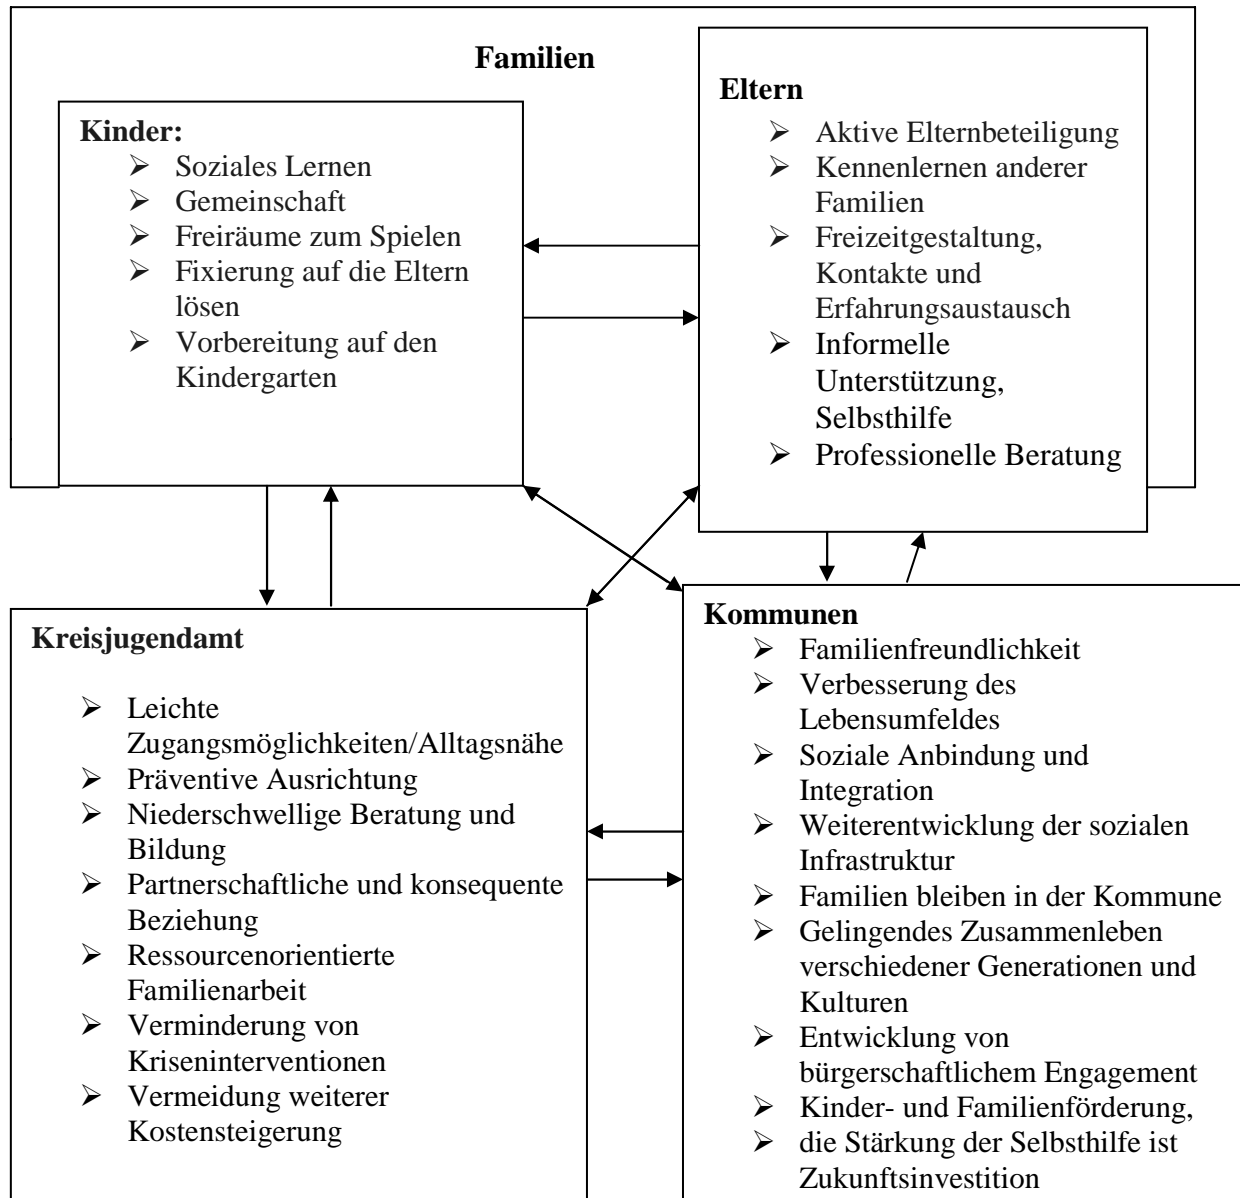 Familien
Kinder:
➢ Soziales Lernen
➢ Gemeinschaft
➢ Freiräume zum Spielen
➢ Fixierung auf die Eltern
lösen
➢ Vorbereitung auf den
Kindergarten
Eltern
➢ Aktive Elternbeteiligung
➢ Kennenlernen anderer
Familien
➢ Freizeitgestaltung,
Kontakte und
Erfahrungsaustausch
➢ Informelle
Unterstützung,
Selbsthilfe
➢ Professionelle Beratung
Kreisjugendamt
➢ Leichte
Zugangsmöglichkeiten/Alltagsnähe
➢ Präventive Ausrichtung
➢ Niederschwellige Beratung und
Bildung
➢ Partnerschaftliche und konsequente
Beziehung
➢ Ressourcenorientierte
Familienarbeit
➢ Verminderung von
Kriseninterventionen
➢ Vermeidung weiterer
Kostensteigerung
Kommunen
➢ Familienfreundlichkeit
➢ Verbesserung des
Lebensumfeldes
➢ Soziale Anbindung und
Integration
➢ Weiterentwicklung der sozialen
Infrastruktur
➢ Familien bleiben in der Kommune
➢ Gelingendes Zusammenleben
verschiedener Generationen und
Kulturen
➢ Entwicklung von
bürgerschaftlichem Engagement
➢ Kinder- und Familienförderung,
➢ die Stärkung der Selbsthilfe ist
Zukunftsinvestition